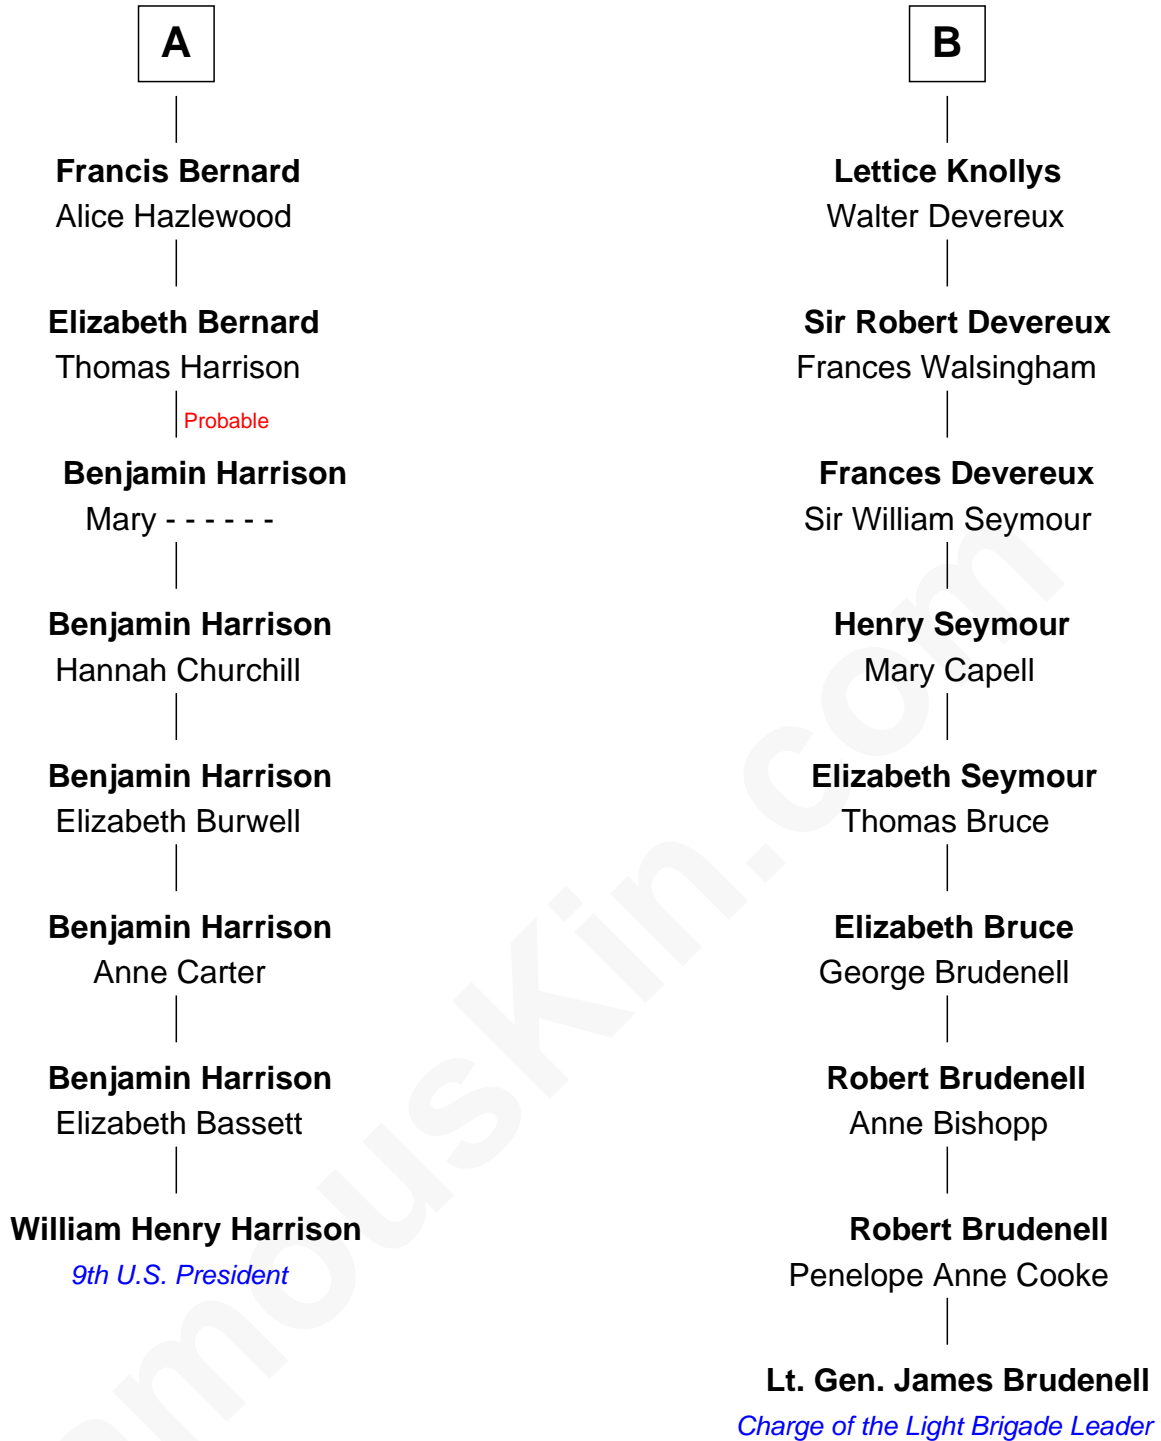 A
Francis Bernard
Alice Hazlewood
Elizabeth Bernard
Thomas Harrison
Probable
Benjamin Harrison
Mary - - - - - -
Benjamin Harrison
Hannah Churchill
Benjamin Harrison
Elizabeth Burwell
Benjamin Harrison
Anne Carter
Benjamin Harrison
Elizabeth Bassett
William Henry Harrison
9th U.S. President
B
Lettice Knollys
Walter Devereux
Sir Robert Devereux
Frances Walsingham
Frances Devereux
Sir William Seymour
Henry Seymour
Mary Capell
Elizabeth Seymour
Thomas Bruce
Elizabeth Bruce
George Brudenell
Robert Brudenell
Anne Bishopp
Robert Brudenell
Penelope Anne Cooke
Lt. Gen. James Brudenell
Charge of the Light Brigade Leader
amouskin.com